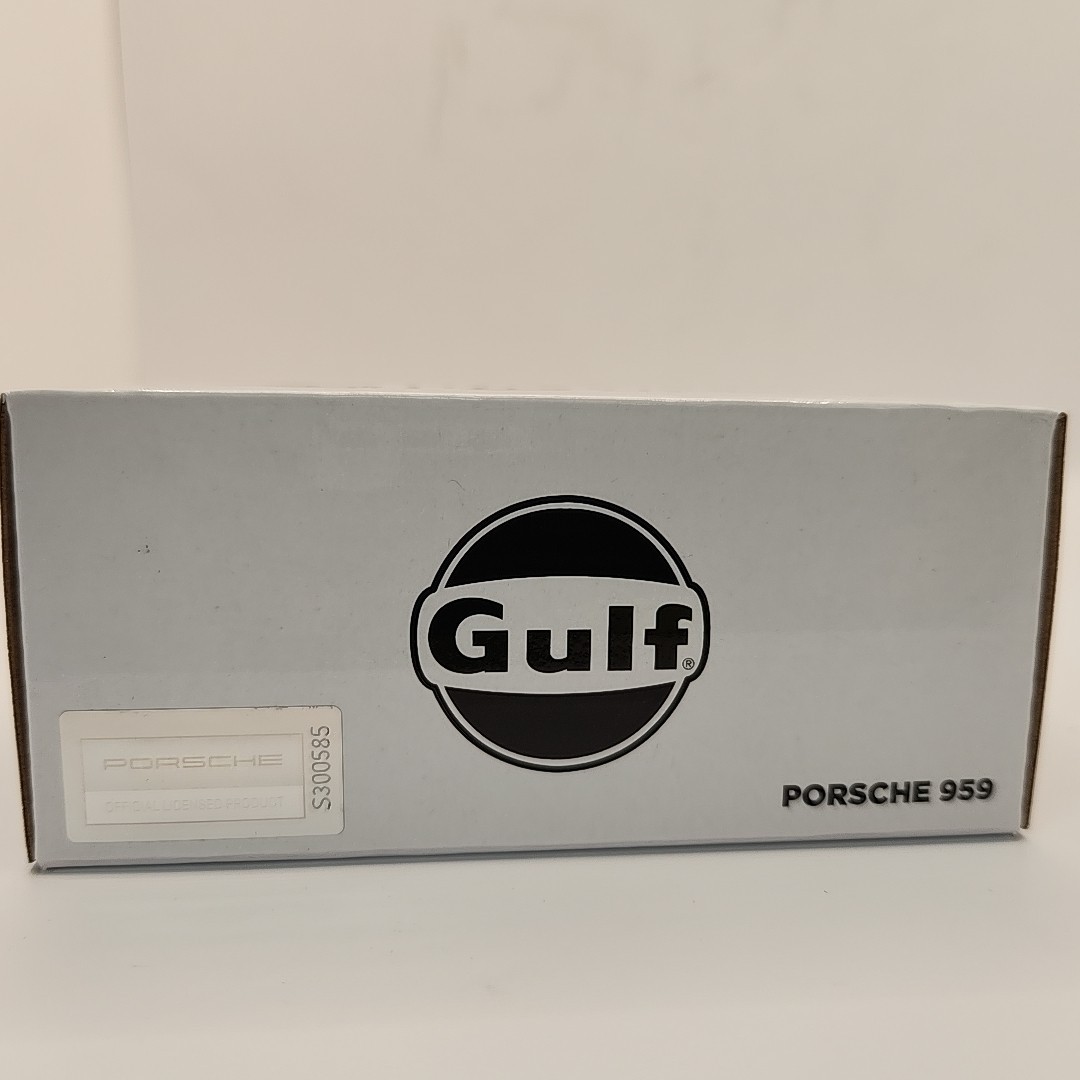 Gulf®
PORSCHE
OFFICIAL LICENSED PRODUCT
S300585
PORSCHE 959